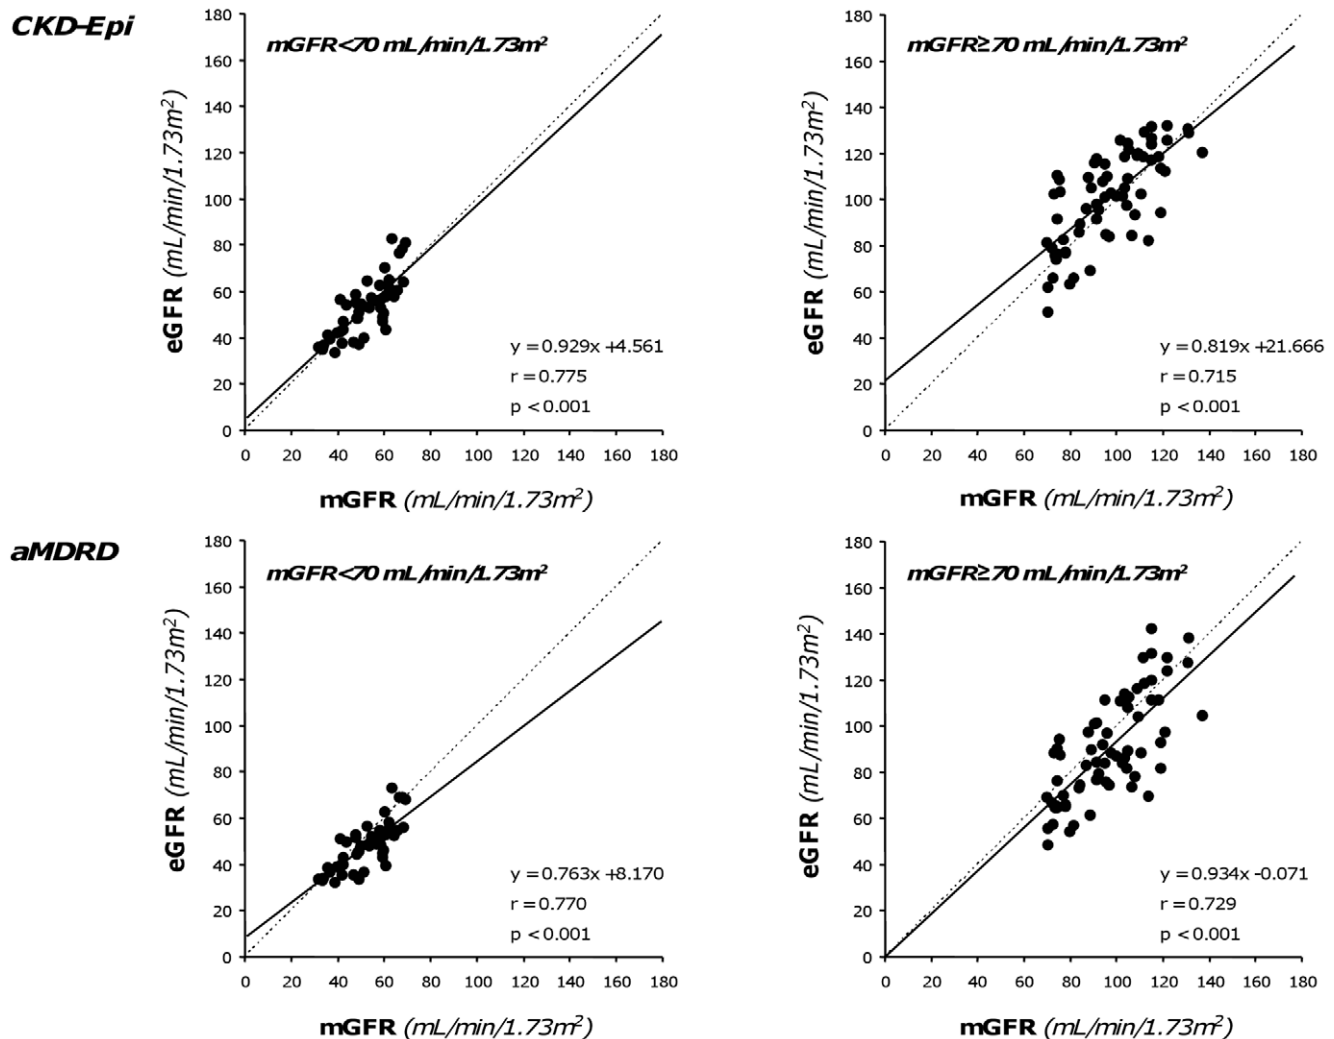 CKD-Epi
mGFR<70 mL/min/1.73m²
180
160
140
120
100
80
60
40
20
0
eGFR (mL/min/1.73m²)
y = 0.929x +4.561
r = 0.775
p < 0.001
0 20 40 60 80 100 120 140 160 180
mGFR (mL/min/1.73m²)
mGFR≥70 mL/min/1.73m²
180
160
140
120
100
80
60
40
20
0
eGFR (mL/min/1.73m²)
y = 0.819x +21.666
r = 0.715
p < 0.001
0 20 40 60 80 100 120 140 160 180
mGFR (mL/min/1.73m²)
aMDRD
mGFR<70 mL/min/1.73m²
180
160
140
120
100
80
60
40
20
0
eGFR (mL/min/1.73m²)
y = 0.763x +8.170
r = 0.770
p < 0.001
0 20 40 60 80 100 120 140 160 180
mGFR (mL/min/1.73m²)
mGFR≥70 mL/min/1.73m²
180
160
140
120
100
80
60
40
20
0
eGFR (mL/min/1.73m²)
y = 0.934x -0.071
r = 0.729
p < 0.001
0 20 40 60 80 100 120 140 160 180
mGFR (mL/min/1.73m²)